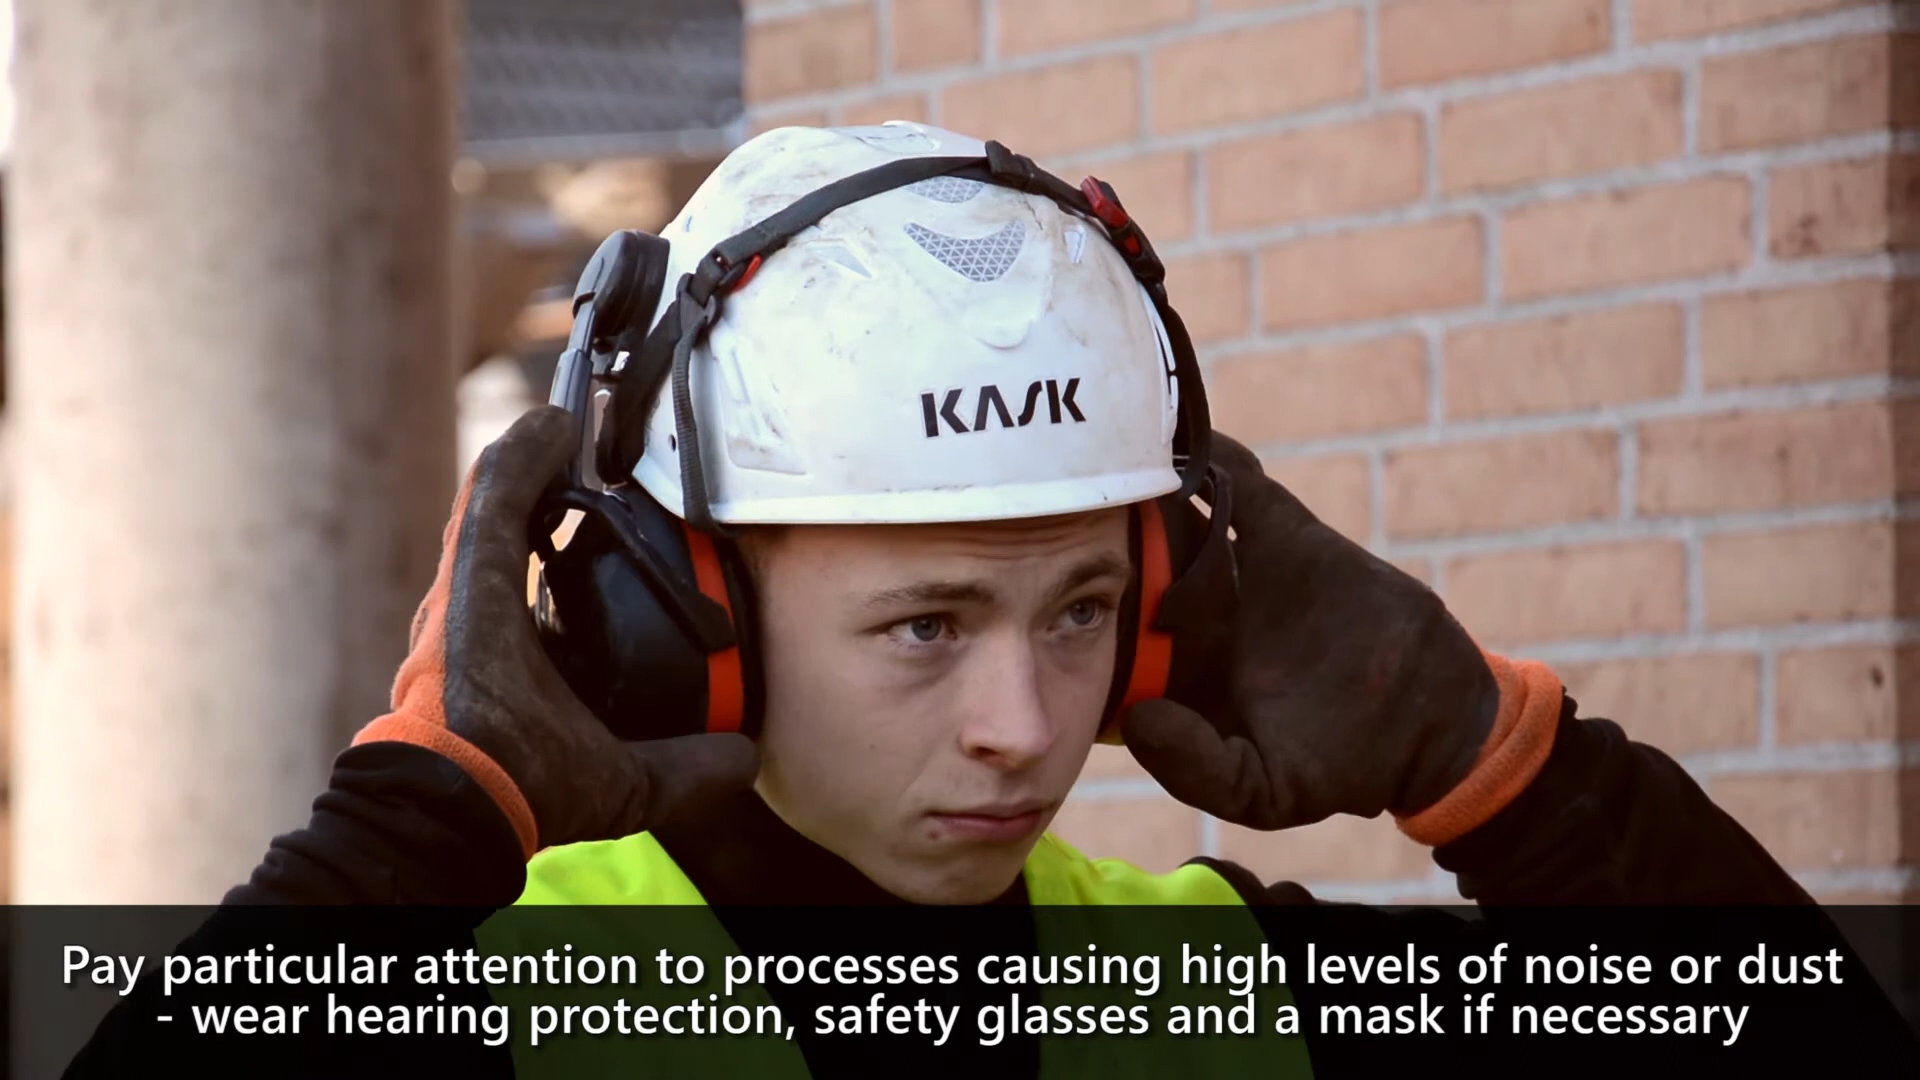 KASK
Pay particular attention to processes causing high levels of noise or dust
- wear hearing protection, safety glasses and a mask if necessary